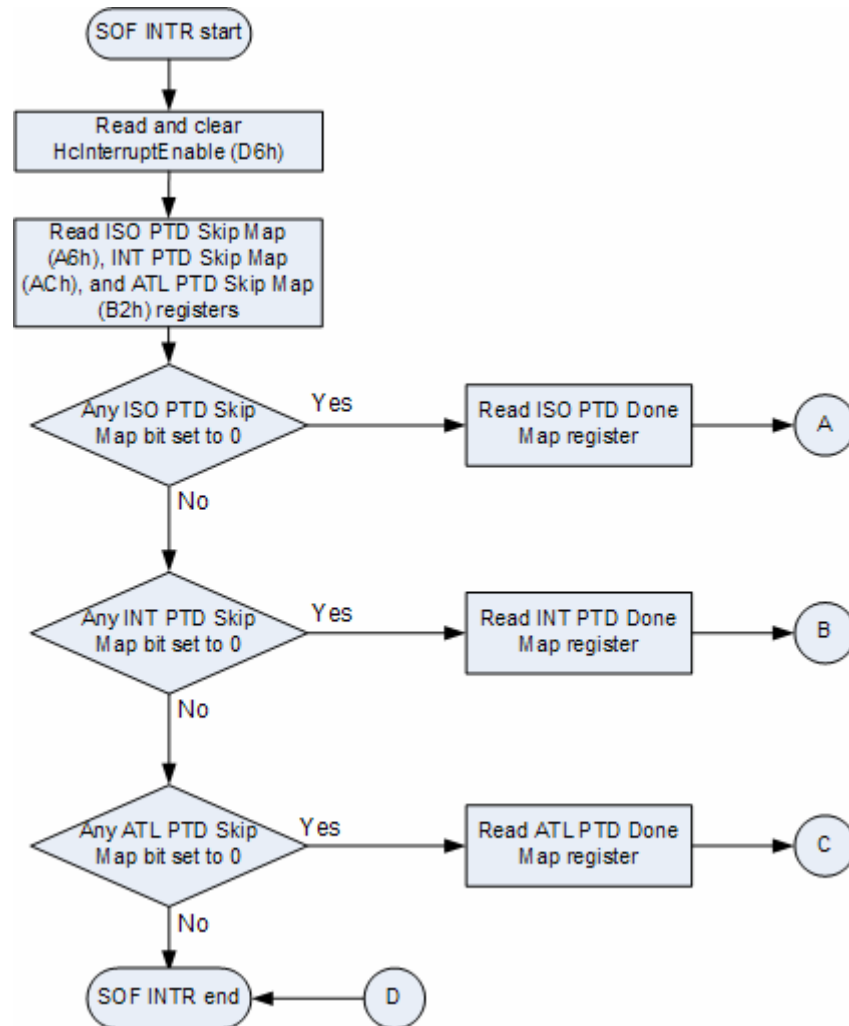 SOF INTR start
Read and clear
HcInterruptEnable (D6h)
Read ISO PTD Skip Map
(A6h), INT PTD Skip Map
(ACh), and ATL PTD Skip Map
(B2h) registers
Any ISO PTD Skip
Map bit set to 0
Yes
Read ISO PTD Done
Map register
A
No
Any INT PTD Skip
Map bit set to 0
Yes
Read INT PTD Done
Map register
B
No
Any ATL PTD Skip
Map bit set to 0
Yes
Read ATL PTD Done
Map register
C
No
SOF INTR end
D